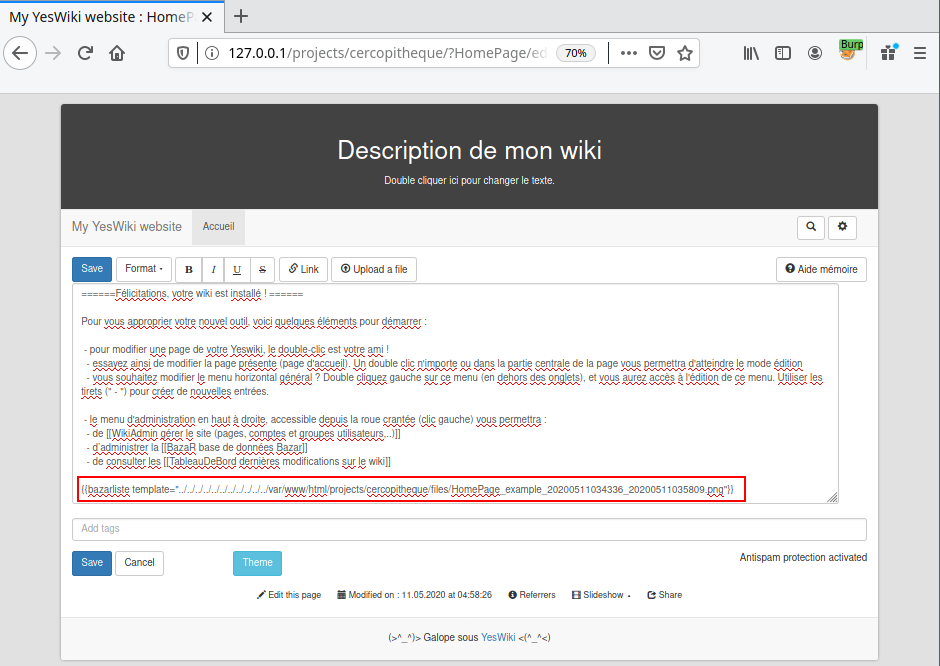 My YesWiki website : HomeP
127.0.0.1/projects/cercopitheque/?HomePage/ed
70%
Burp
Description de mon wiki
Double cliquer ici pour changer le texte.
My YesWiki website
Accueil
Save
Format
B
I
U
S
Link
Upload a file
Aide mémoire
======Félicitations, votre wiki est installé ! ======
Pour vous approprier votre nouvel outil, voici quelques éléments pour démarrer :
- pour modifier une page de votre Yeswiki, le double-clic est votre ami !
- essayez ainsi de modifier la page présente (page d'accueil). Un double clic n'importe ou dans la partie centrale de la page vous permettra d'atteindre le mode édition
- vous souhaitez modifier le menu horizontal général ? Double cliquez gauche sur ce menu (en dehors des onglets), et vous aurez accès à l'édition de ce menu. Utiliser les
tirets (" - ") pour créer de nouvelles entrées.
- le menu d'administration en haut à droite, accessible depuis la roue crantée (clic gauche) vous permettra :
- de [[WikiAdmin gérer le site (pages, comptes et groupes utilisateurs,..)]]
- d'administrer la [[BazaR base de données Bazar]]
- de consulter les [[TableauDeBord dernières modifications sur le wiki]]
{{bazarliste template="../../../../../../../../../../var/www/html/projects/cercopitheque/files/HomePage_example_20200511034336_20200511035809.png"}}
Add tags
Save
Cancel
Theme
Antispam protection activated
Edit this page
Modified on : 11.05.2020 at 04:58:26
Referrers
Slideshow
Share
(>^_^)> Galope sous YesWiki <(^_^<)